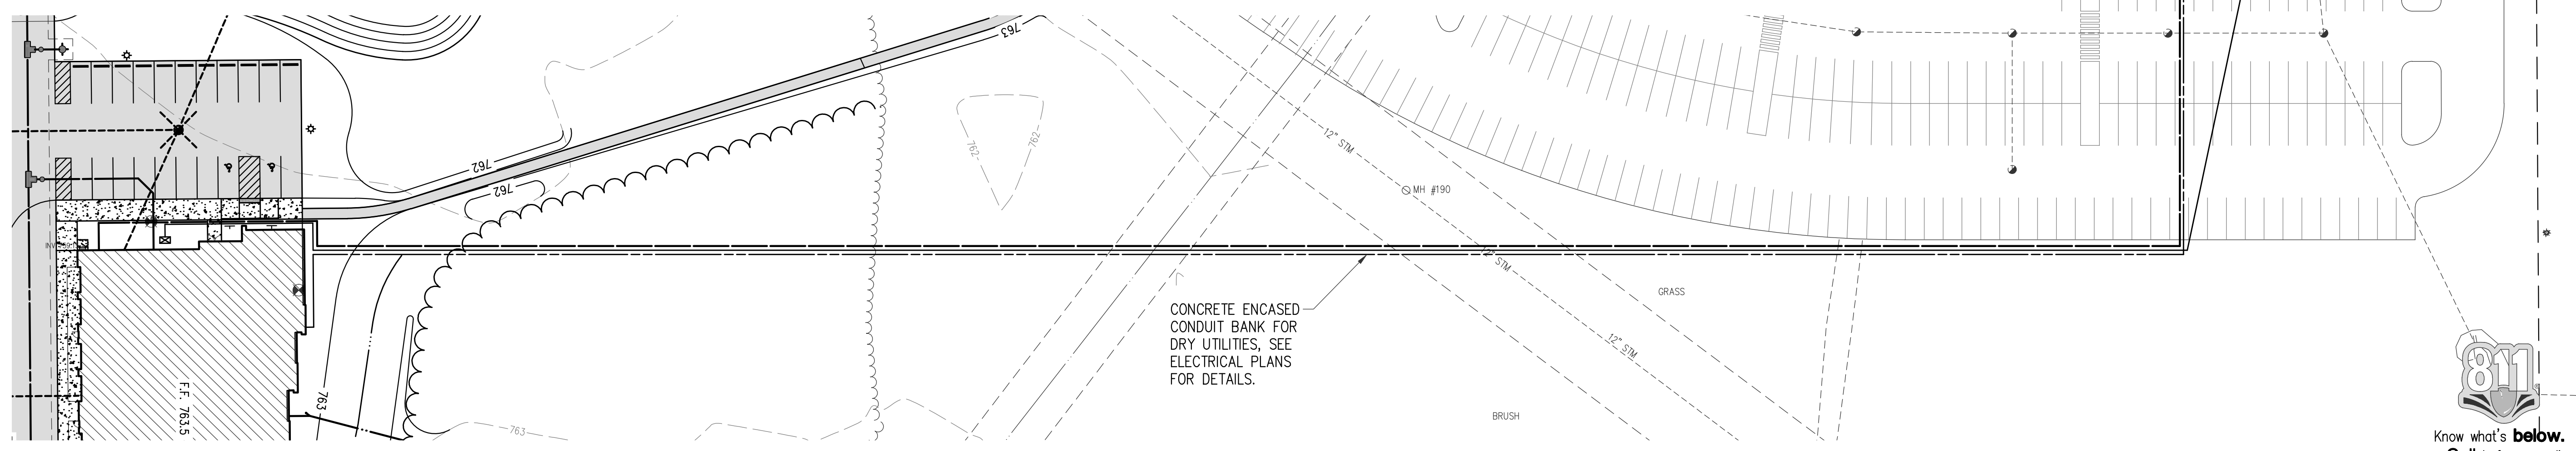 763
12" STM
762
762
762
762
MH #190
12" STM
GRASS
CONCRETE ENCASED
CONDUIT BANK FOR
DRY UTILITIES, SEE
ELECTRICAL PLANS
FOR DETAILS.
12" STM
811
F.F. 763.5
763
763
BRUSH
Know what's below.